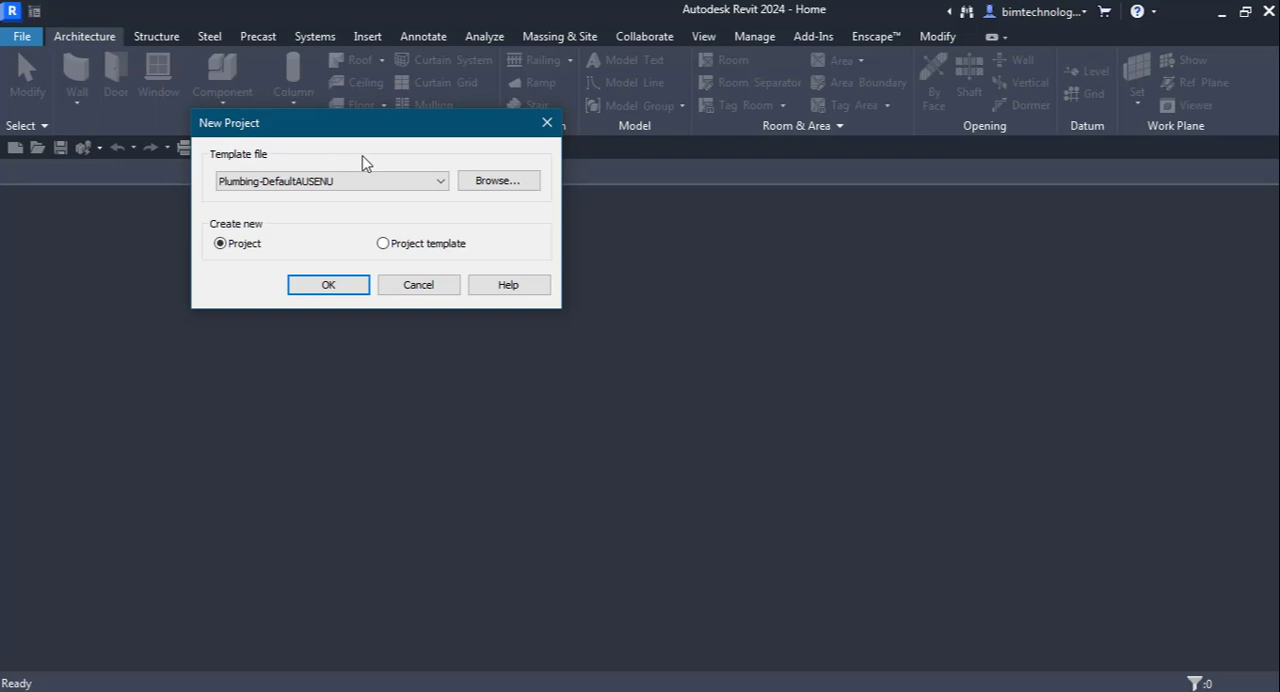 R
Autodesk Revit 2024 - Home
bimtechnolog...
?
File Architecture Structure Steel Precast Systems Insert Annotate Analyze Massing & Site Collaborate View Manage Add-Ins Enscape™ Modify
Modify Wall Door Window Component Column
Roof Curtain System Railing Model Text Room Area
Ceiling Curtain Grid Ramp Model Line Room Separator Area Boundary
Floor Mullion Stair Model Group Tag Room Tag Area
By Face Shaft
Wall
Vertical
Dormer
Level
Grid
Set
Show
Ref Plane
Viewer
Select Model Room & Area Opening Datum Work Plane
New Project
Template file
Plumbing-DefaultAUSENU Browse...
Create new
Project Project template
OK Cancel Help
Ready
:0